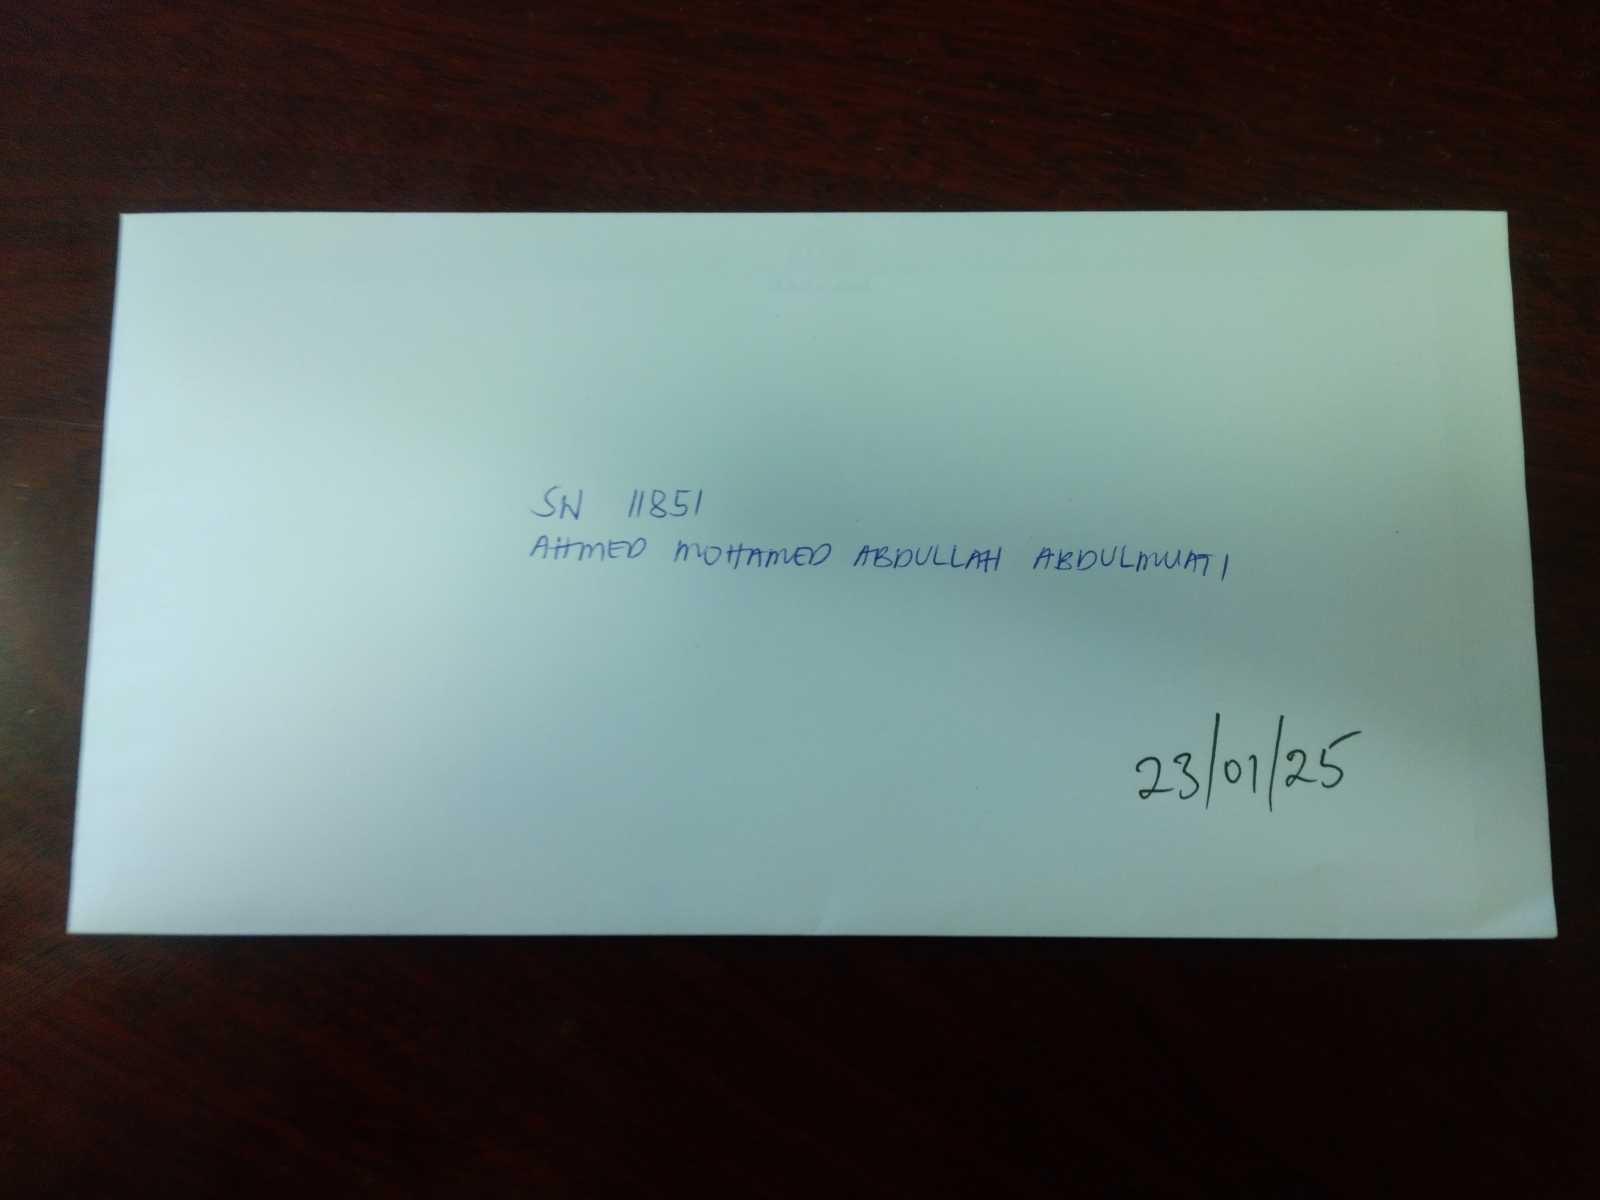 SN 11851
AHMED MOHAMED ABDULLAH ABDULMUATI
23/01/25